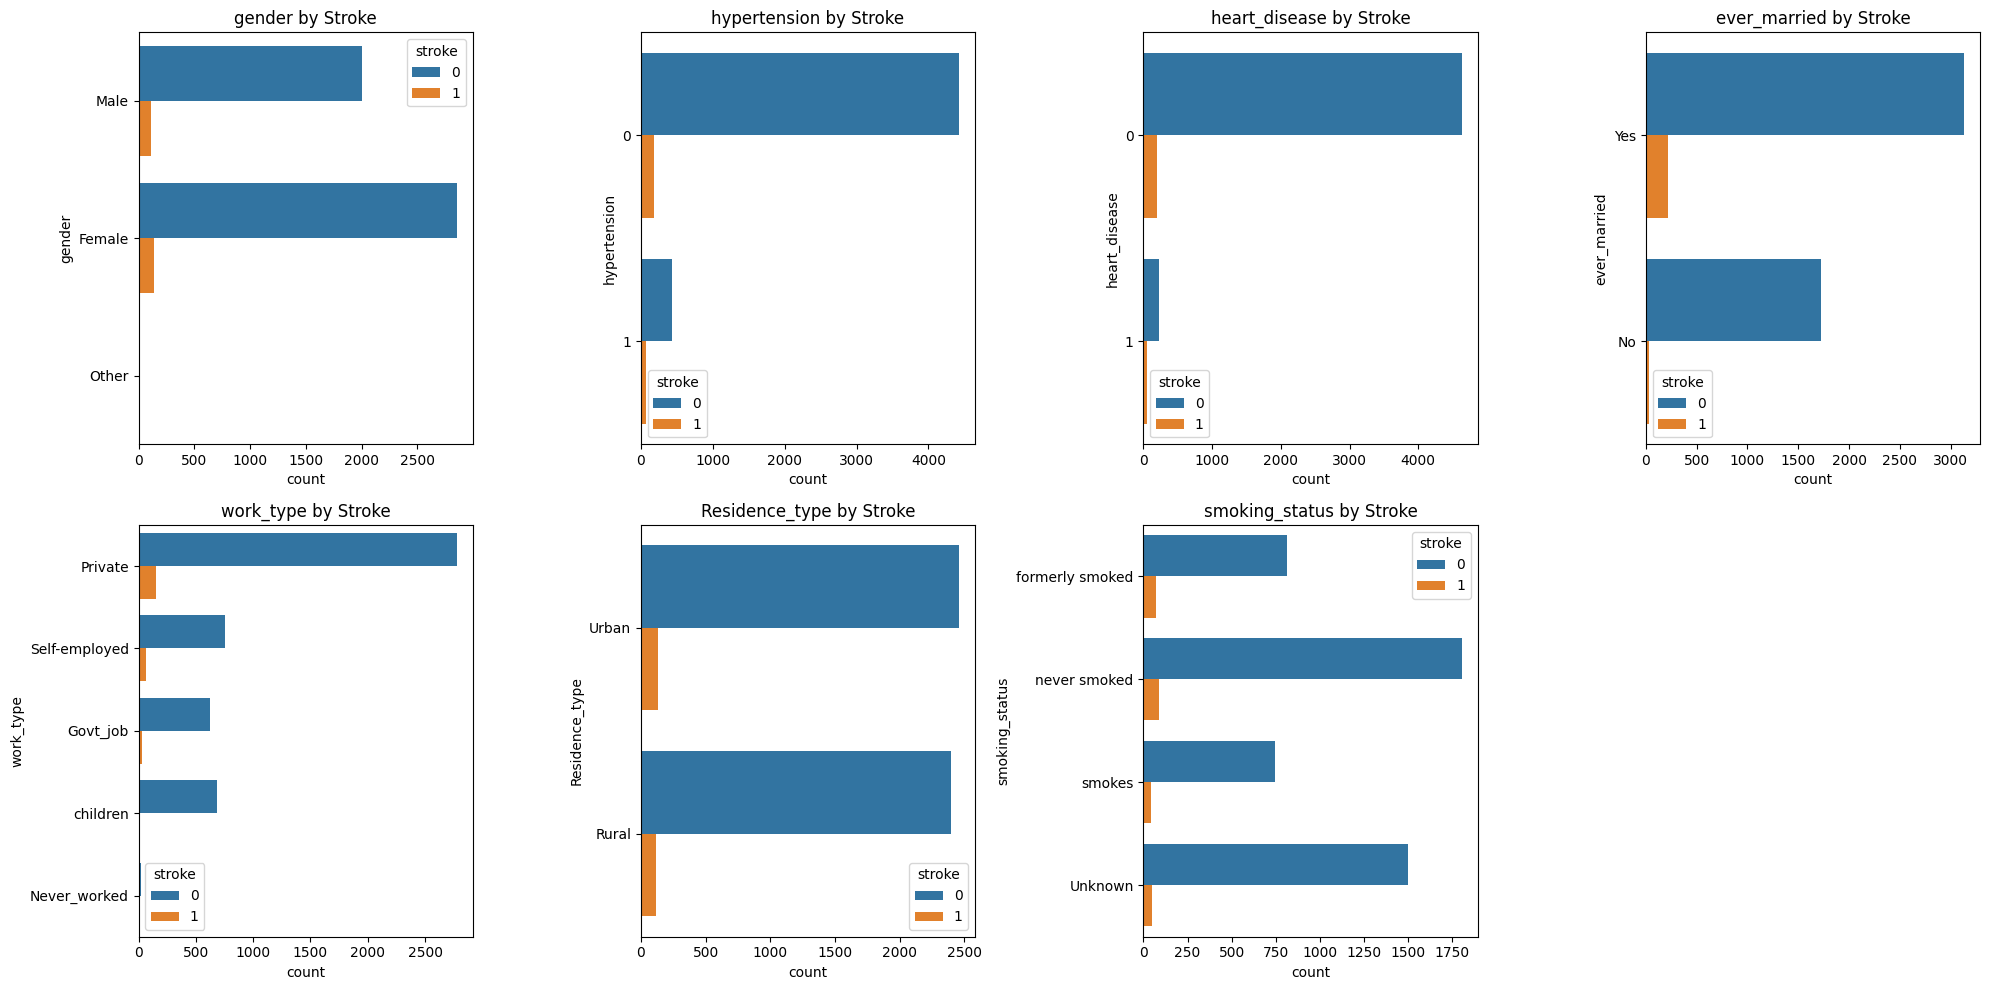 gender by Stroke
stroke
0
1
Male
Female
Other
gender
0 500 1000 1500 2000 2500
count
hypertension by Stroke
0
1
hypertension
stroke
0
1
0 1000 2000 3000 4000
count
heart_disease by Stroke
0
1
heart_disease
stroke
0
1
0 1000 2000 3000 4000
count
ever_married by Stroke
Yes
No
ever_married
stroke
0
1
0 500 1000 1500 2000 2500 3000
count
work_type by Stroke
Private
Self-employed
Govt_job
children
Never_worked
work_type
stroke
0
1
0 500 1000 1500 2000 2500
count
Residence_type by Stroke
Urban
Rural
Residence_type
stroke
0
1
0 500 1000 1500 2000 2500
count
smoking_status by Stroke
stroke
0
1
formerly smoked
never smoked
smokes
Unknown
smoking_status
0 250 500 750 1000 1250 1500 1750
count